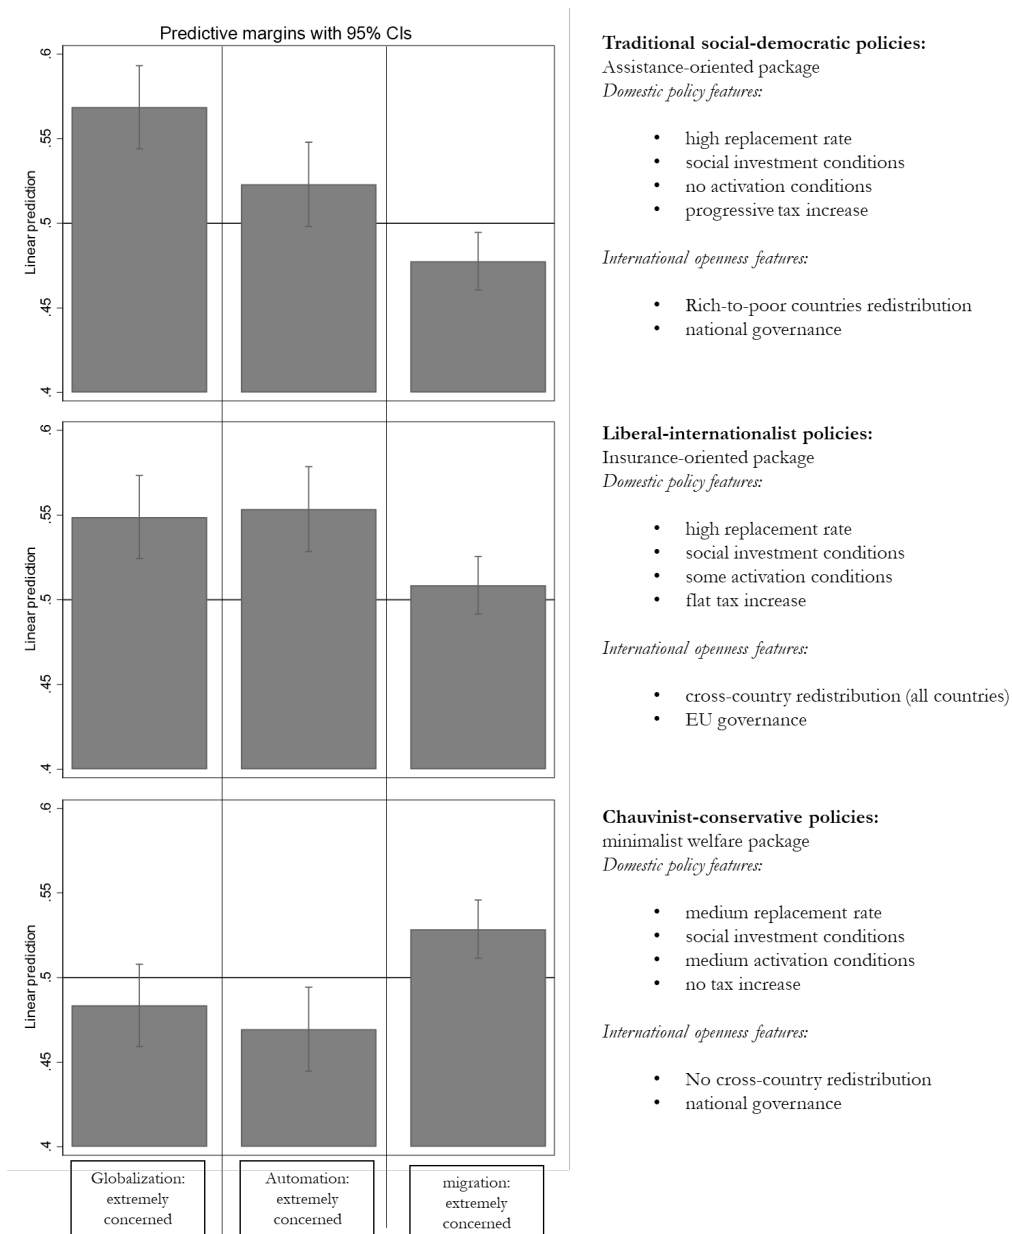 Predictive margins with 95% CIs
Linear prediction
.6
.55
.5
.45
.4
Traditional social-democratic policies:
Assistance-oriented package
Domestic policy features:
• high replacement rate
• social investment conditions
• no activation conditions
• progressive tax increase
International openness features:
• Rich-to-poor countries redistribution
• national governance
Linear prediction
.6
.55
.5
.45
.4
Liberal-internationalist policies:
Insurance-oriented package
Domestic policy features:
• high replacement rate
• social investment conditions
• some activation conditions
• flat tax increase
International openness features:
• cross-country redistribution (all countries)
• EU governance
Linear prediction
.6
.55
.5
.45
.4
Chauvinist-conservative policies:
minimalist welfare package
Domestic policy features:
• medium replacement rate
• social investment conditions
• medium activation conditions
• no tax increase
International openness features:
• No cross-country redistribution
• national governance
Globalization:
extremely
concerned
Automation:
extremely
concerned
migration:
extremely
concerned